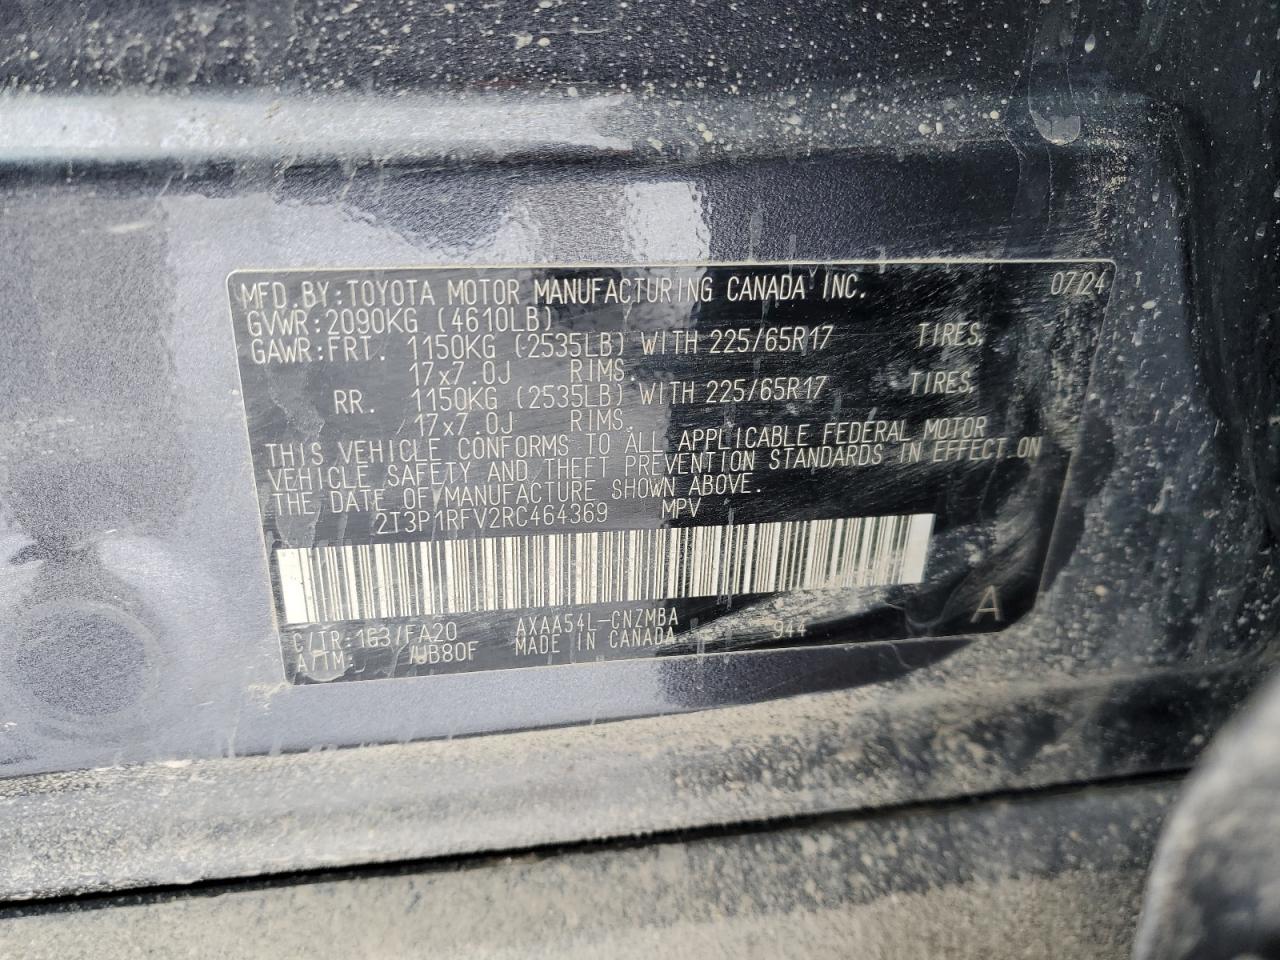 MFD. BY: TOYOTA MOTOR MANUFACTURING CANADA INC. 07/24
GVWR: 2090KG (4610LB)
GAWR: FRT. 1150KG (2535LB) WITH 225/65R17 TIRES,
17x7.0J RIMS.
RR. 1150KG (2535LB) WITH 225/65R17 TIRES,
17x7.0J RIMS.
THIS VEHICLE CONFORMS TO ALL APPLICABLE FEDERAL MOTOR
VEHICLE SAFETY AND THEFT PREVENTION STANDARDS IN EFFECT ON
THE DATE OF MANUFACTURE SHOWN ABOVE.
2T3P1RFV2RC464369 MPV
C/TR: 1G3/FA20 AXAA54L-CNZMBA 944 A
A/TM: /UB80F MADE IN CANADA